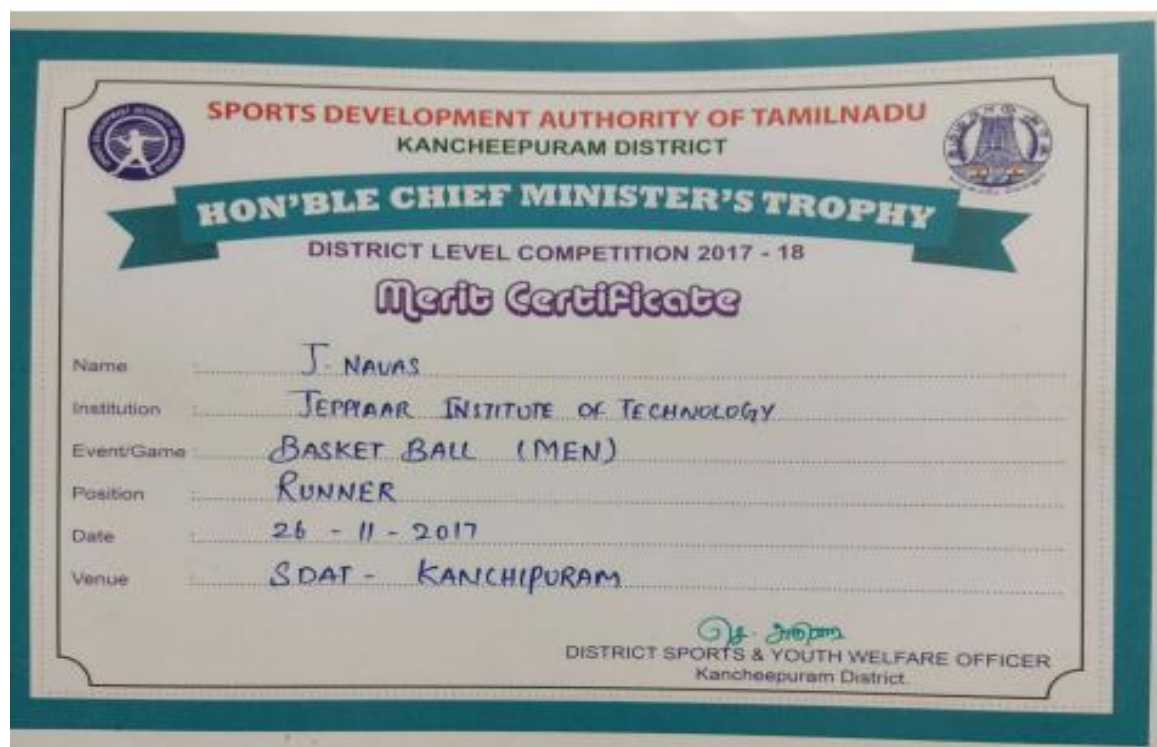 SPORTS DEVELOPMENT AUTHORITY OF TAMILNADU
KANCHEEPURAM DISTRICT
HON'BLE CHIEF MINISTER'S TROPHY
DISTRICT LEVEL COMPETITION 2017 - 18
Merit Certificate
Name : J. NAVAS
Institution : JEPPIAAR INSTITUTE OF TECHNOLOGY
Event/Game : BASKET BALL (MEN)
Position : RUNNER
Date : 26 - 11 - 2017
Venue : SDAT - KANCHIPURAM
DISTRICT SPORTS & YOUTH WELFARE OFFICER
Kancheepuram District.